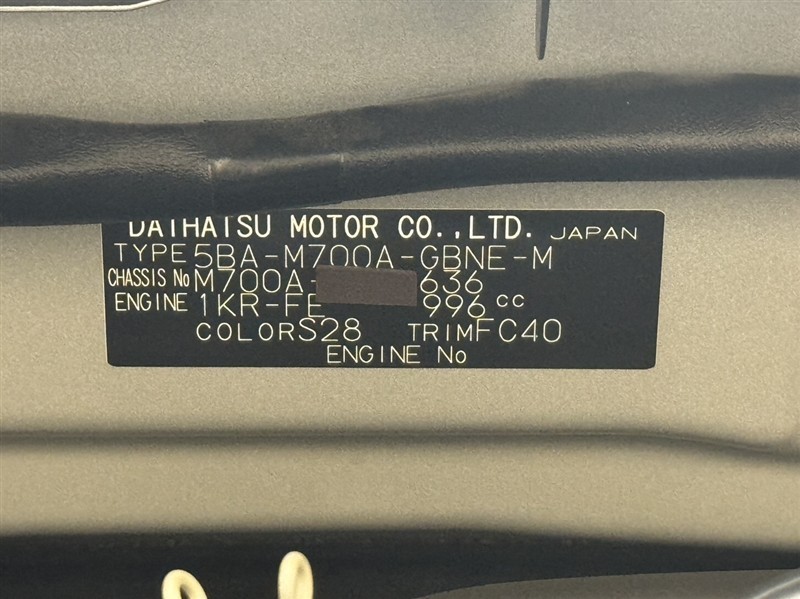 DAIHATSU MOTOR CO.,LTD. JAPAN
TYPE 5BA-M700A-GBNE-M
CHASSIS No M700A- 636
ENGINE 1KR-FE 996 cc
COLOR S28 TRIM FC40
ENGINE No